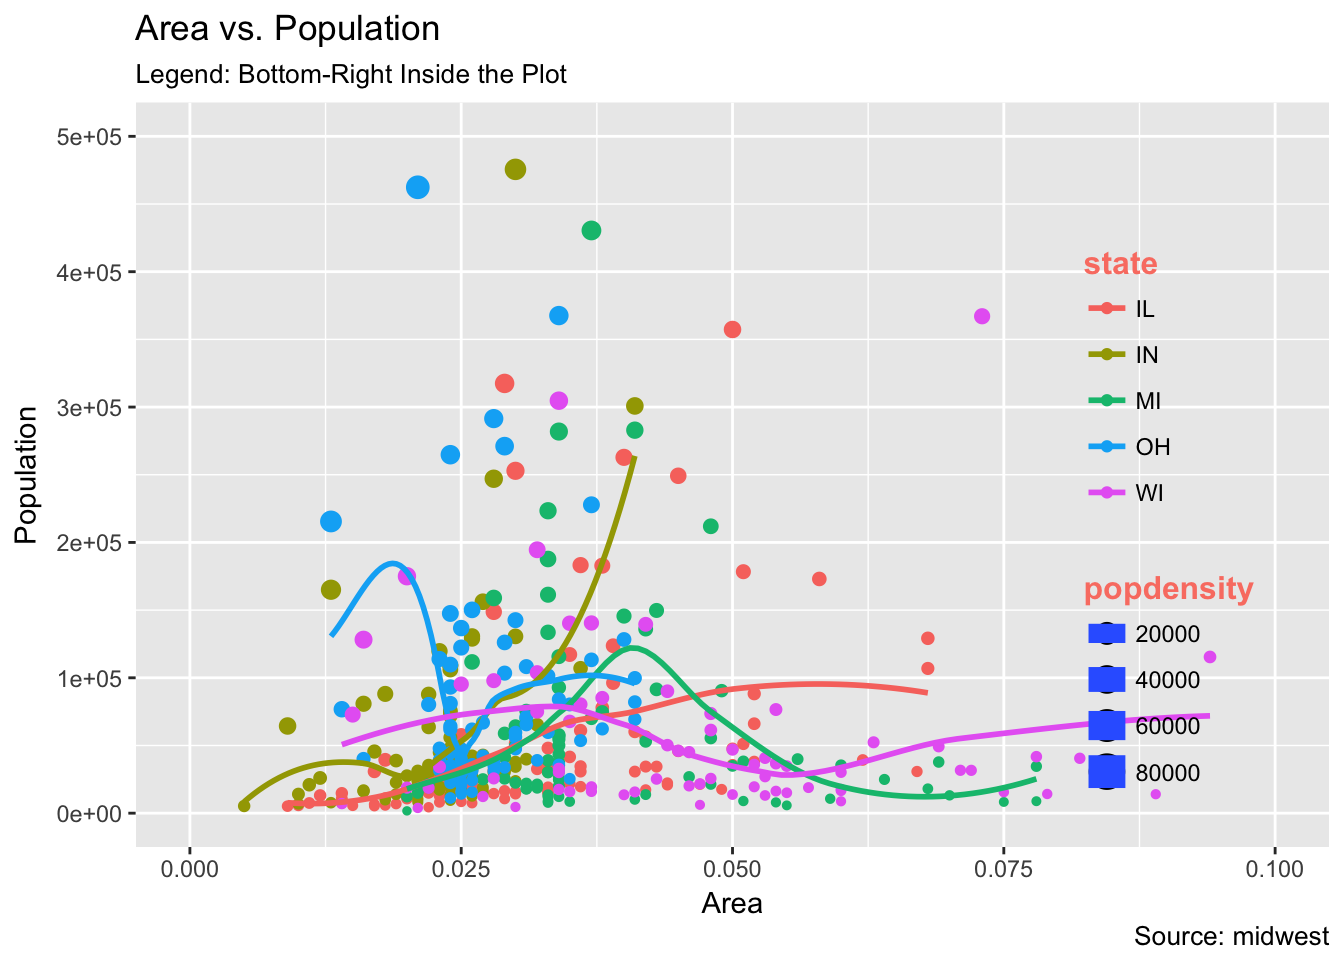 Area vs. Population
Legend: Bottom-Right Inside the Plot
5e+05
4e+05
3e+05
2e+05
1e+05
0e+00
Population
state
IL
IN
MI
OH
WI
popdensity
20000
40000
60000
80000
0.000 0.025 0.050 0.075 0.100
Area
Source: midwest